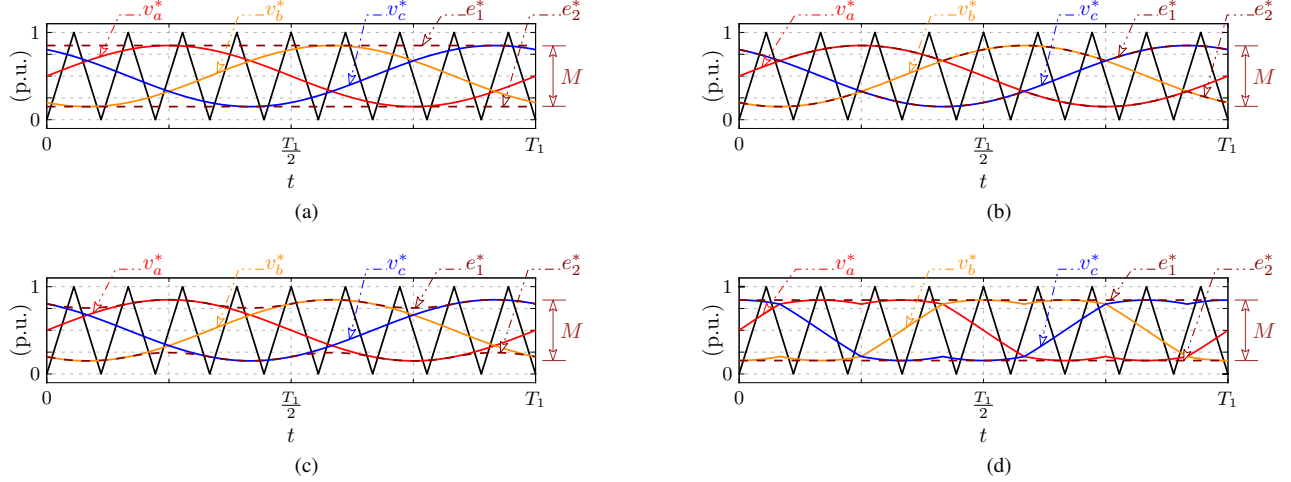 v_a^* v_b^* v_c^* e_1^* e_2^*
1
(p.u.)
0
M
0 T_1/2 T_1
t
(a)
v_a^* v_b^* v_c^* e_1^* e_2^*
1
(p.u.)
0
M
0 T_1/2 T_1
t
(b)
v_a^* v_b^* v_c^* e_1^* e_2^*
1
(p.u.)
0
M
0 T_1/2 T_1
t
(c)
v_a^* v_b^* v_c^* e_1^* e_2^*
1
(p.u.)
0
M
0 T_1/2 T_1
t
(d)